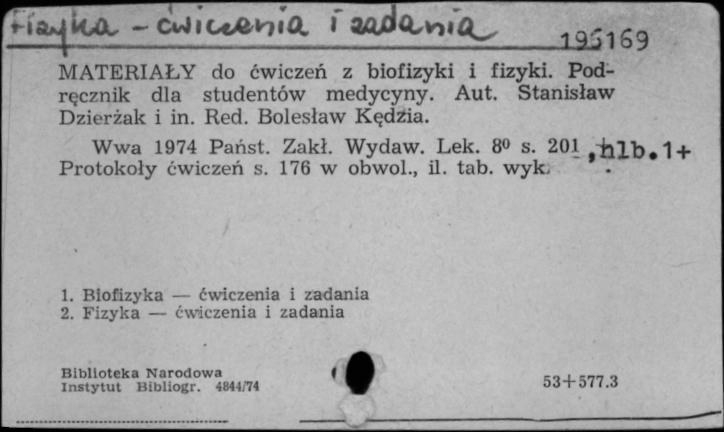 Fizyka - ćwiczenia i zadania
195169
MATERIAŁY do ćwiczeń z biofizyki i fizyki. Pod-
ręcznik dla studentów medycyny. Aut. Stanisław
Dzierżak i in. Red. Bolesław Kędzia.
Wwa 1974 Państ. Zakł. Wydaw. Lek. 8⁰ s. 201, nlb. 1+
Protokoły ćwiczeń s. 176 w obwol., il. tab. wyk.
1. Biofizyka — ćwiczenia i zadania
2. Fizyka — ćwiczenia i zadania
Biblioteka Narodowa
Instytut Bibliogr. 4844/74
53+577.3